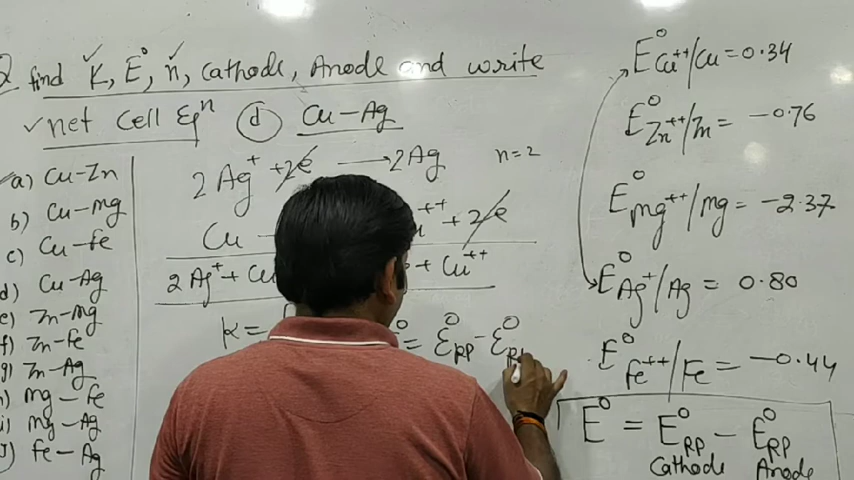 2 find K, E°, n, Cathode, Anode and write
net Cell Eqⁿ (d) Cu-Ag
a) Cu-Zn
b) Cu-Mg
c) Cu-Fe
d) Cu-Ag
e) Zn-Mg
f) Zn-Fe
g) Zn-Ag
h) Mg-Fe
i) Mg-Ag
j) Fe-Ag
2Ag⁺ + 2e → 2Ag n=2
Cu - ⁺⁺ + 2e
2Ag⁺ + Cu + Cu⁺⁺
K = ° = E°RP - E°RP
E°Cu⁺⁺/Cu = 0.34
E°Zn⁺⁺/Zn = -0.76
E°Mg⁺⁺/Mg = -2.37
E°Ag⁺/Ag = 0.80
E°Fe⁺⁺/Fe = -0.44
E° = E°RP - E°RP
Cathode Anode